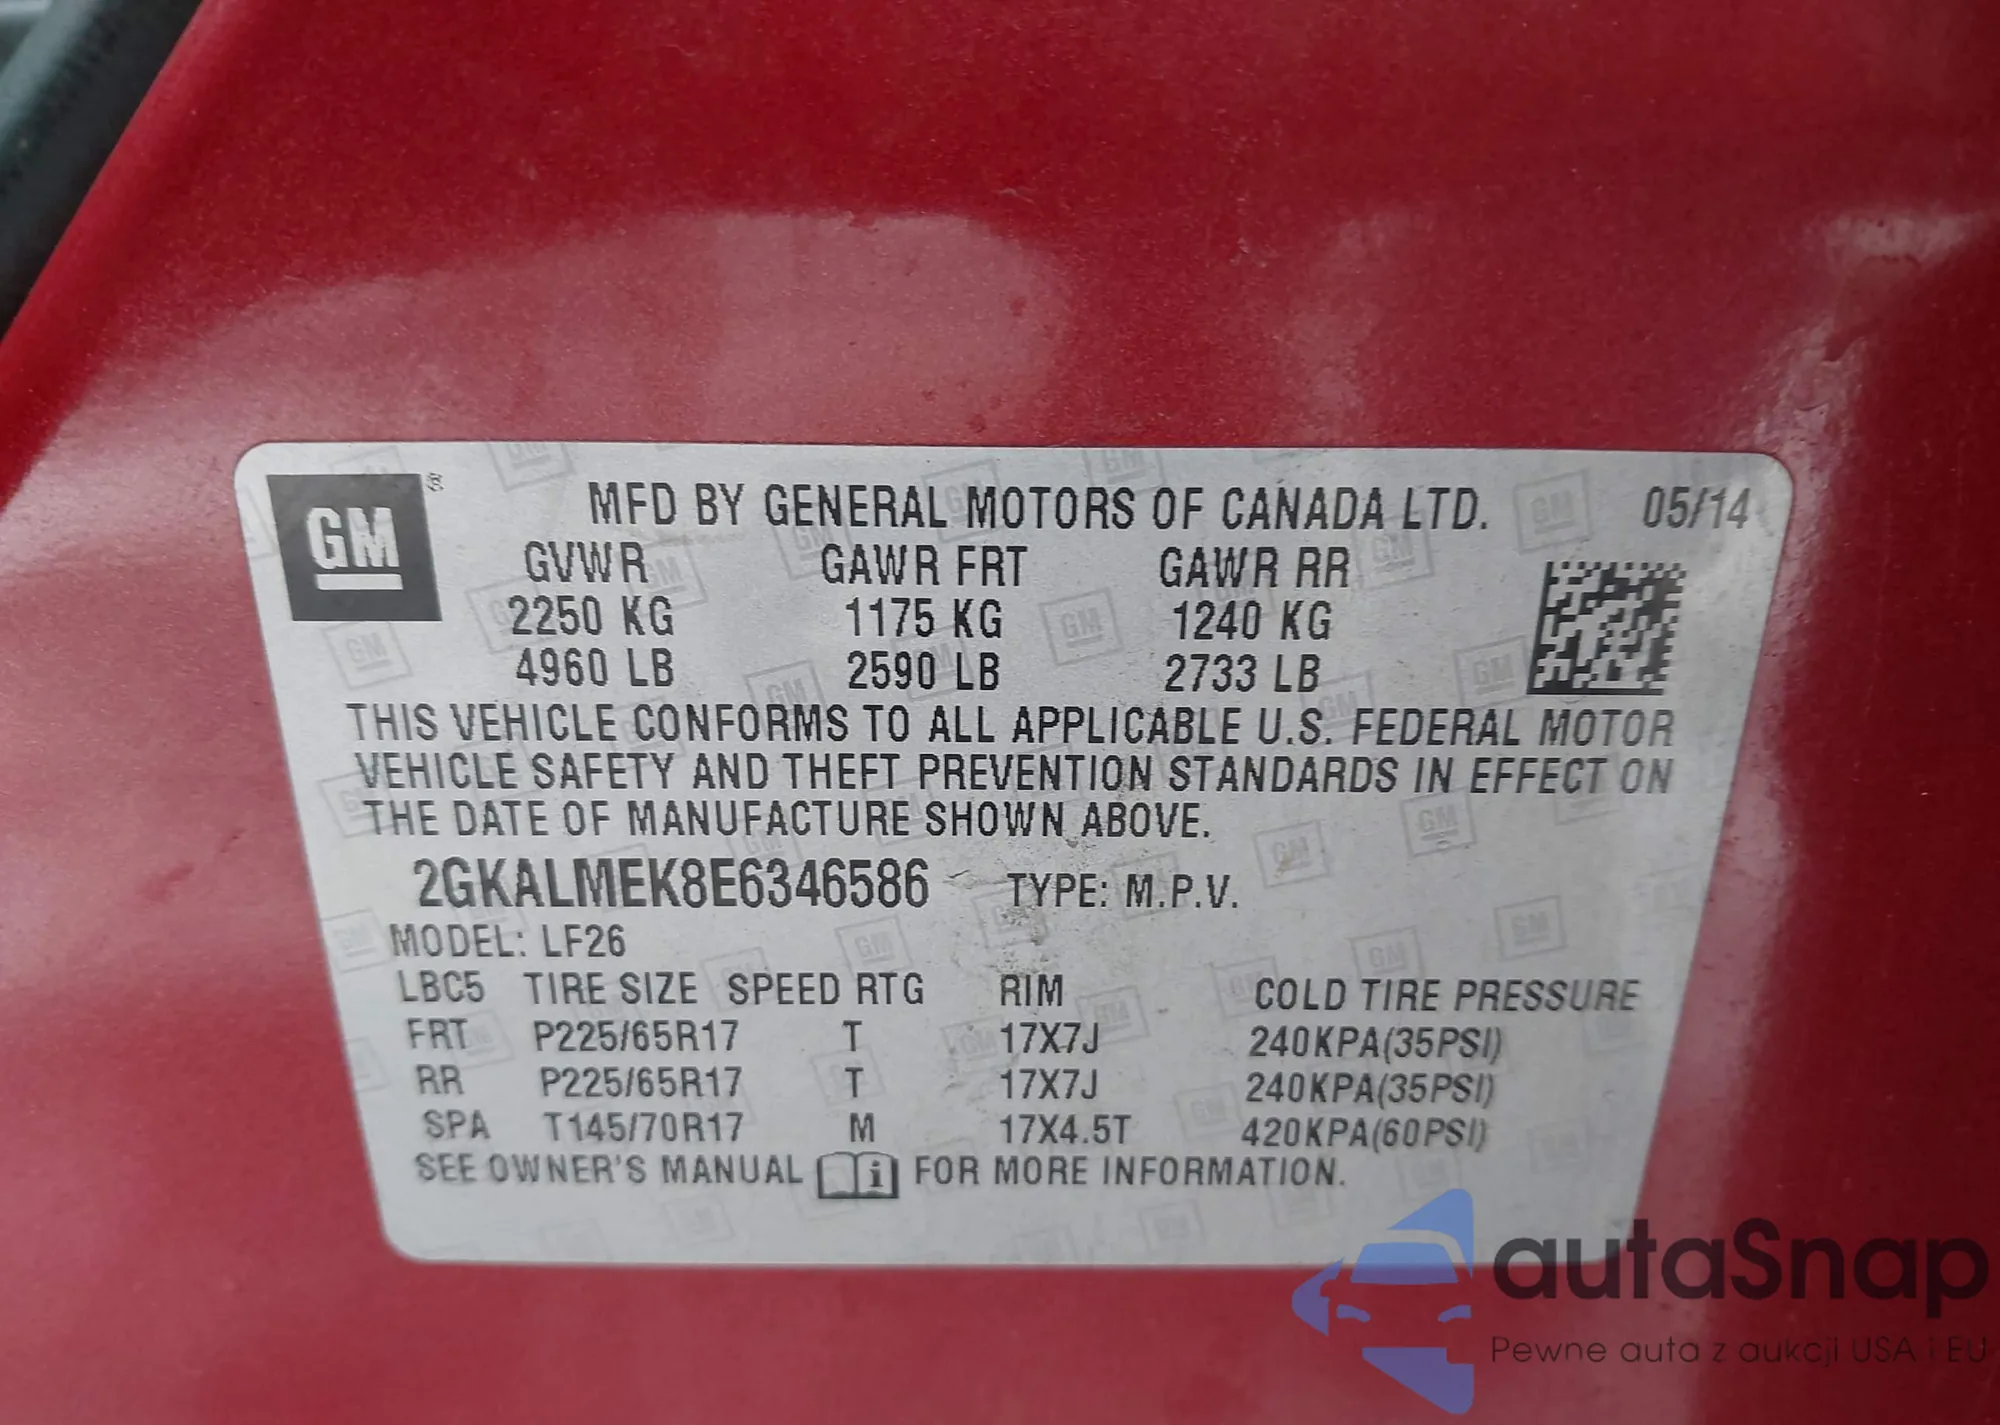 GM ®
MFD BY GENERAL MOTORS OF CANADA LTD. 05/14
GVWR GAWR FRT GAWR RR
2250 KG 1175 KG 1240 KG
4960 LB 2590 LB 2733 LB
THIS VEHICLE CONFORMS TO ALL APPLICABLE U.S. FEDERAL MOTOR
VEHICLE SAFETY AND THEFT PREVENTION STANDARDS IN EFFECT ON
THE DATE OF MANUFACTURE SHOWN ABOVE.
2GKALMEK8E6346586 TYPE: M.P.V.
MODEL: LF26
LBC5 TIRE SIZE SPEED RTG RIM COLD TIRE PRESSURE
FRT P225/65R17 T 17X7J 240KPA(35PSI)
RR P225/65R17 T 17X7J 240KPA(35PSI)
SPA T145/70R17 M 17X4.5T 420KPA(60PSI)
SEE OWNER'S MANUAL i FOR MORE INFORMATION.
autaSnap
Pewne auta z aukcji USA i EU